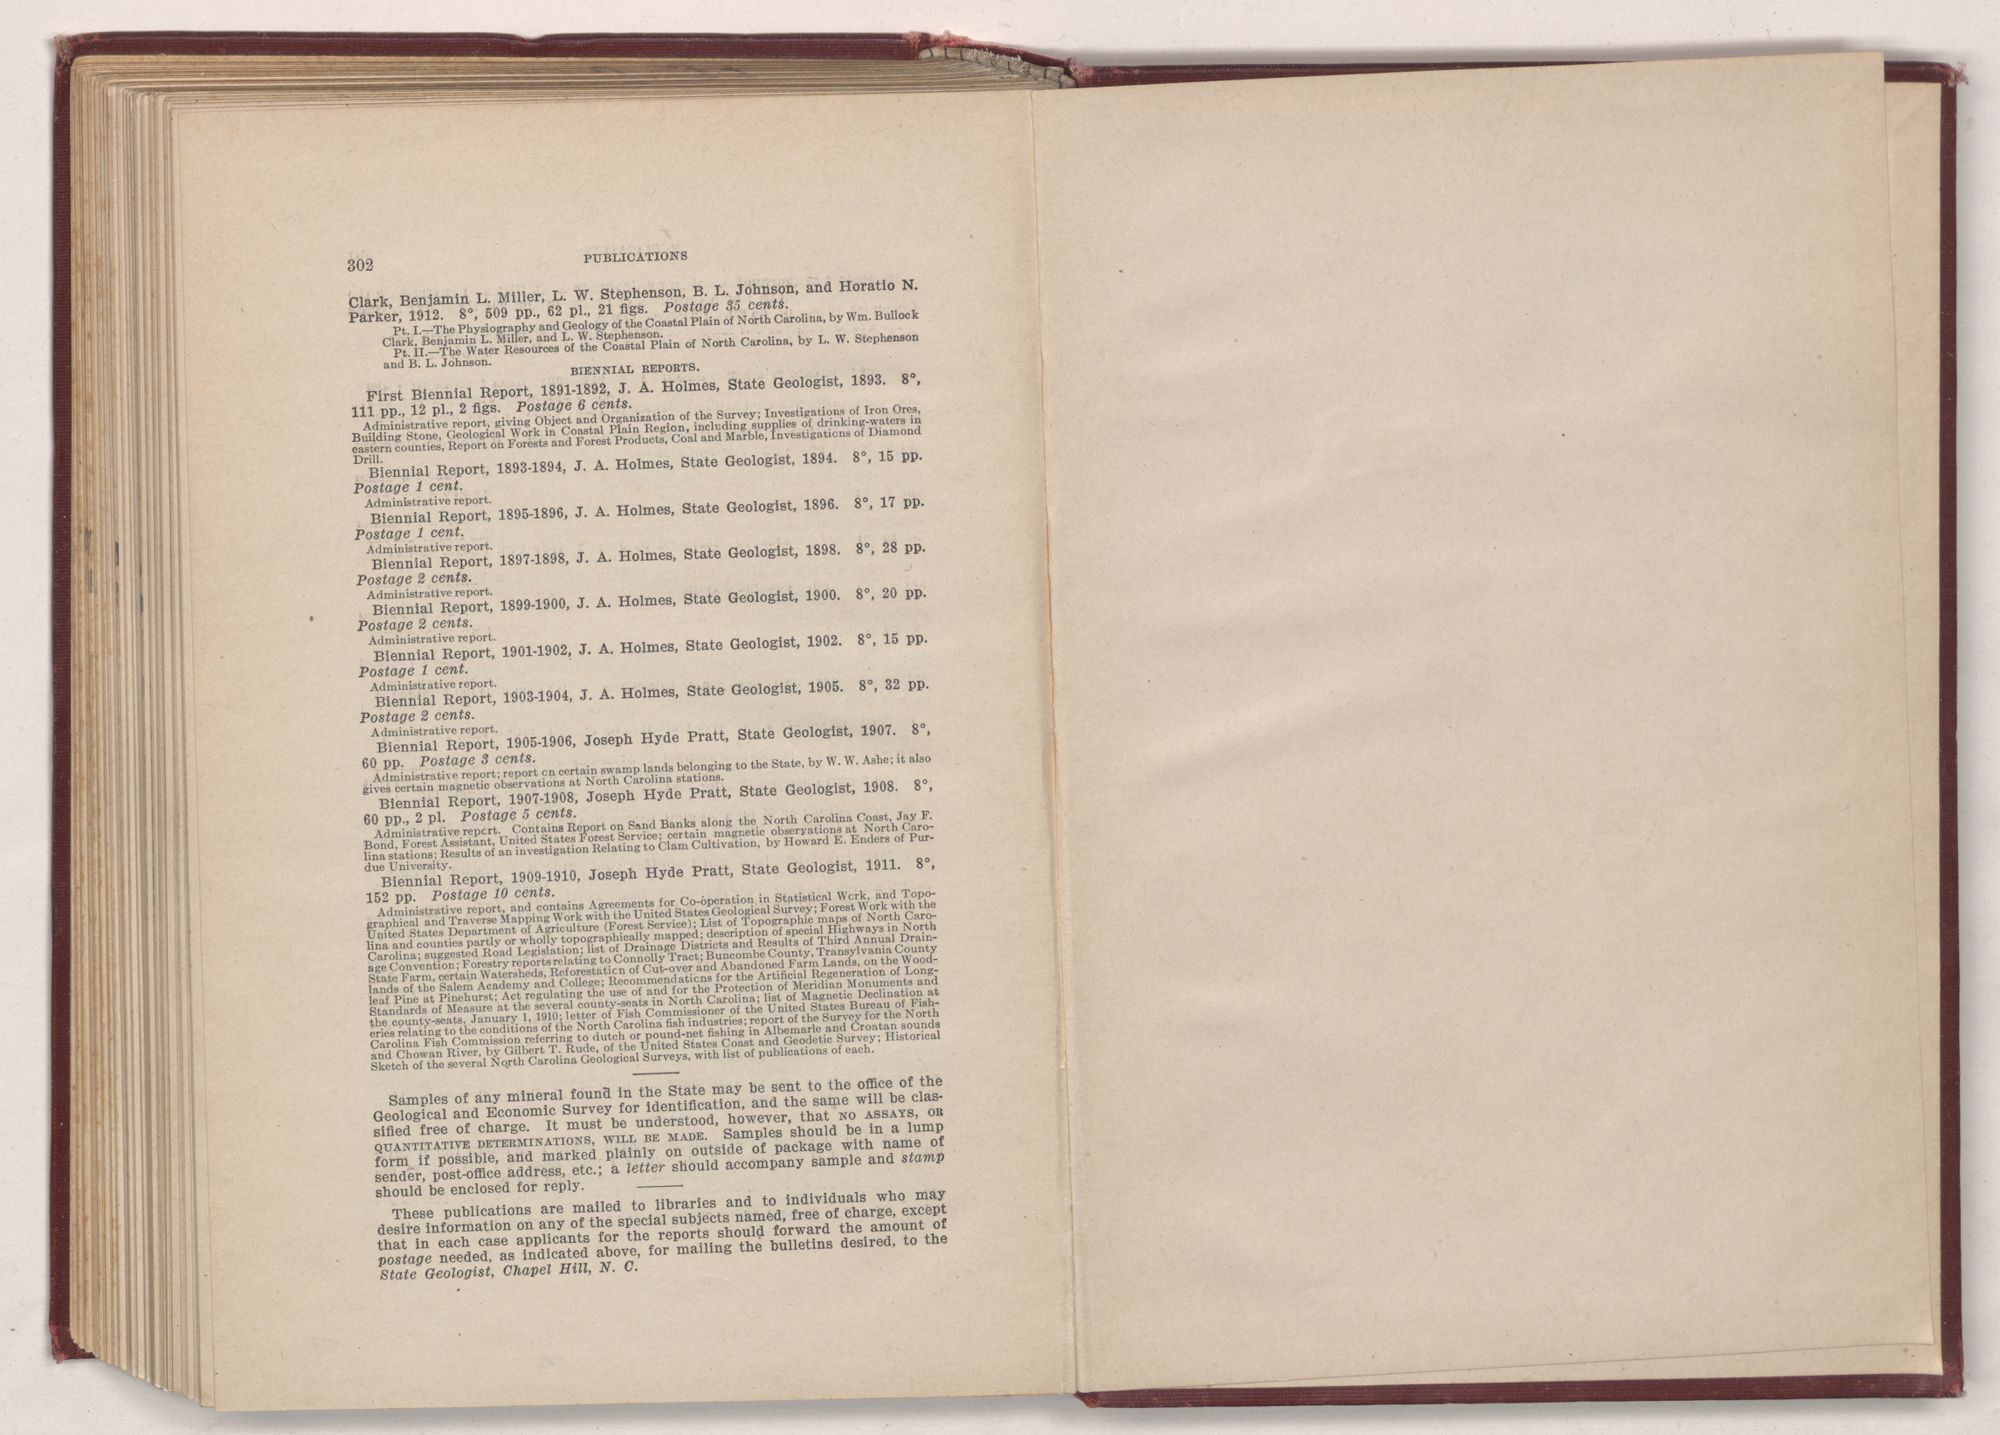 302
PUBLICATIONS
Clark, Benjamin L. Miller, L. W. Stephenson, B. L. Johnson, and Horatio N.
Parker, 1912. 8°, 509 pp., 62 pl., 21 figs. Postage 35 cents.
Pt. I.—The Physiography and Geology of the Coastal Plain of North Carolina, by Wm. Bullock
Clark, Benjamin L. Miller, and L. W. Stephenson.
Pt. II.—The Water Resources of the Coastal Plain of North Carolina, by L. W. Stephenson
and B. L. Johnson.
BIENNIAL REPORTS.
First Biennial Report, 1891-1892, J. A. Holmes, State Geologist, 1893. 8°,
111 pp., 12 pl., 2 figs. Postage 6 cents.
Administrative report, giving Object and Organization of the Survey; Investigations of Iron Ores,
Building Stone, Geological Work in Coastal Plain Region, including supplies of drinking-waters in
eastern counties, Report on Forests and Forest Products, Coal and Marble, Investigations of Diamond
Drill.
Biennial Report, 1893-1894, J. A. Holmes, State Geologist, 1894. 8°, 15 pp.
Postage 1 cent.
Administrative report.
Biennial Report, 1895-1896, J. A. Holmes, State Geologist, 1896. 8°, 17 pp.
Postage 1 cent.
Administrative report.
Biennial Report, 1897-1898, J. A. Holmes, State Geologist, 1898. 8°, 28 pp.
Postage 2 cents.
Administrative report.
Biennial Report, 1899-1900, J. A. Holmes, State Geologist, 1900. 8°, 20 pp.
Postage 2 cents.
Administrative report.
Biennial Report, 1901-1902, J. A. Holmes, State Geologist, 1902. 8°, 15 pp.
Postage 1 cent.
Administrative report.
Biennial Report, 1903-1904, J. A. Holmes, State Geologist, 1905. 8°, 32 pp.
Postage 2 cents.
Administrative report.
Biennial Report, 1905-1906, Joseph Hyde Pratt, State Geologist, 1907. 8°,
60 pp. Postage 3 cents.
Administrative report; report on certain swamp lands belonging to the State, by W. W. Ashe; it also
gives certain magnetic observations at North Carolina stations.
Biennial Report, 1907-1908, Joseph Hyde Pratt, State Geologist, 1908. 8°,
60 pp., 2 pl. Postage 5 cents.
Administrative report. Contains Report on Sand Banks along the North Carolina Coast, Jay F.
Bond, Forest Assistant, United States Forest Service; certain magnetic observations at North Caro-
lina stations; Results of an investigation Relating to Clam Cultivation, by Howard E. Enders of Pur-
due University.
Biennial Report, 1909-1910, Joseph Hyde Pratt, State Geologist, 1911. 8°,
152 pp. Postage 10 cents.
Administrative report, and contains Agreements for Co-operation in Statistical Work, and Topo-
graphical and Traverse Mapping Work with the United States Geological Survey; Forest Work with the
United States Department of Agriculture (Forest Service); List of Topographic maps of North Caro-
lina and counties partly or wholly topographically mapped; description of special Highways in North
Carolina; suggested Road Legislation; list of Drainage Districts and Results of Third Annual Drain-
age Convention; Forestry reports relating to Connolly Tract; Buncombe County, Transylvania County
State Farm, certain Watersheds, Reforestation of Cut-over and Abandoned Farm Lands, on the Wood-
lands of the Salem Academy and College; Recommendations for the Artificial Regeneration of Long-
leaf Pine at Pinehurst; Act regulating the use of and for the Protection of Meridian Monuments and
Standards of Measure at the several county-seats in North Carolina; list of Magnetic Declination at
the county-seats, January 1, 1910; letter of Fish Commissioner of the United States Bureau of Fish-
eries relating to the conditions of the North Carolina fish industries; report of the Survey for the North
Carolina Fish Commission referring to dutch or pound-net fishing in Albemarle and Croatan sounds
and Chowan River, by Gilbert T. Rude, of the United States Coast and Geodetic Survey; Historical
Sketch of the several North Carolina Geological Surveys, with list of publications of each.
Samples of any mineral found in the State may be sent to the office of the
Geological and Economic Survey for identification, and the same will be clas-
sified free of charge. It must be understood, however, that NO ASSAYS, OR
QUANTITATIVE DETERMINATIONS, WILL BE MADE. Samples should be in a lump
form if possible, and marked plainly on outside of package with name of
sender, post-office address, etc.; a letter should accompany sample and stamp
should be enclosed for reply.
These publications are mailed to libraries and to individuals who may
desire information on any of the special subjects named, free of charge, except
that in each case applicants for the reports should forward the amount of
postage needed, as indicated above, for mailing the bulletins desired, to the
State Geologist, Chapel Hill, N. C.